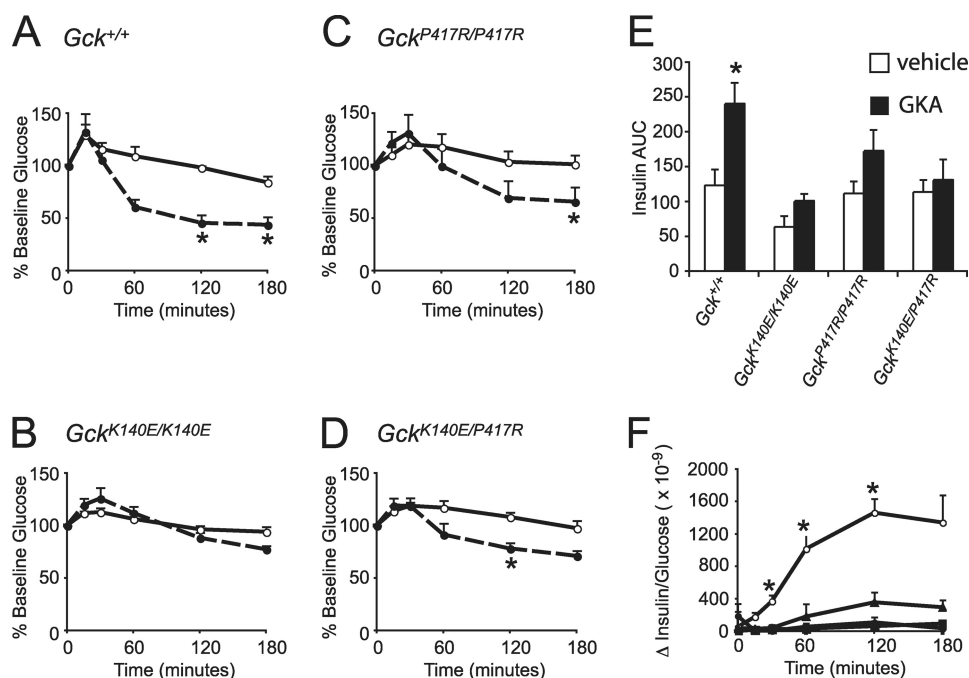 A Gck+/+
% Baseline Glucose
150
100
50
0
0 60 120 180
Time (minutes)
*
*
C GckP417R/P417R
% Baseline Glucose
150
100
50
0
0 60 120 180
Time (minutes)
*
E
vehicle
GKA
Insulin AUC
300
250
200
150
100
50
0
*
Gck+/+
GckK140E/K140E
GckP417R/P417R
GckK140E/P417R
B GckK140E/K140E
% Baseline Glucose
150
100
50
0
0 60 120 180
Time (minutes)
D GckK140E/P417R
% Baseline Glucose
150
100
50
0
0 60 120 180
Time (minutes)
*
F
Δ Insulin/Glucose ( x 10-9)
2000
1600
1200
800
400
0
0 60 120 180
Time (minutes)
*
*
*